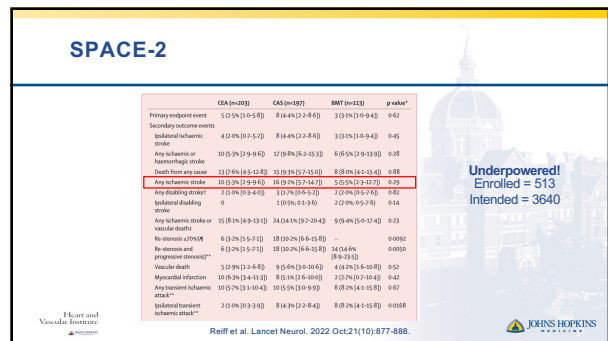 SPACE-2
CEA (n=203) CAS (n=197) BMT (n=113) p value*
Primary endpoint event 5 (2·5% [1·0–5·8]) 8 (4·4% [2·2–8·6]) 3 (3·1% [1·0–9·4]) 0·62
Secondary outcome events
Ipsilateral ischaemic 4 (2·0% [0·7–5·2]) 8 (4·4% [2·2–8·6]) 3 (3·1% [1·0–9·4]) 0·45
stroke
Any ischaemic or 10 (5·3% [2·9–9·6]) 17 (9·8% [6·2–15·3]) 6 (6·5% [2·9–13·9]) 0·28
haemorrhagic stroke
Death from any cause 13 (7·6% [4·5–12·8]) 15 (9·3% [5·7–15·0]) 8 (8·0% [4·1–15·4]) 0·88
Any ischaemic stroke 10 (5·3% [2·9–9·6]) 16 (9·2% [5·7–14·7]) 5 (5·5% [2·3–12·7]) 0·29
Any disabling stroke† 2 (1·0% [0·3–4·0]) 3 (1·7% [0·6–5·2]) 2 (2·0% [0·5–7·6]) 0·82
Ipsilateral disabling 0 1 (0·5%; 0·1–3·6) 2 (2·0%; 0·5–7·6) 0·14
stroke
Any ischaemic stroke or 15 (8·1% [4·9–13·1]) 24 (14·1% [9·7–20·4]) 9 (9·4% [5·0–17·4]) 0·23
vascular death‡
Re-stenosis ≥70%§¶ 6 (3·2% [1·5–7·1]) 18 (10·2% [6·6–15·8]) ·· 0·0092
Re-stenosis and 6 (3·2% [1·5–7·1]) 18 (10·2% [6·6–15·8]) 14 (14·6% 0·0050
progressive stenosis||** [8·9–23·5])
Vascular death 5 (2·9% [1·2–6·8]) 9 (5·6% [3·0–10·6]) 4 (4·2% [1·6–10·8]) 0·52
Myocardial infarction 10 (6·3% [3·4–11·3]) 8 (5·1% [2·6–10·0]) 2 (2·7% [0·7–10·4]) 0·42
Any transient ischaemic 10 (5·7% [3·1–10·4]) 10 (5·5% [3·0–9·9]) 8 (8·2% [4·1–15·8]) 0·67
attack**
Ipsilateral transient 2 (1·0% [0·3–3·9]) 8 (4·3% [2·2–8·4]) 8 (8·2% [4·1–15·8]) 0·0168
ischaemic attack**
Underpowered!
Enrolled = 513
Intended = 3640
Heart and
Vascular Institute
JOHNS HOPKINS
Reiff et al. Lancet Neurol. 2022 Oct;21(10):877-888.
JOHNS HOPKINS
MEDICINE